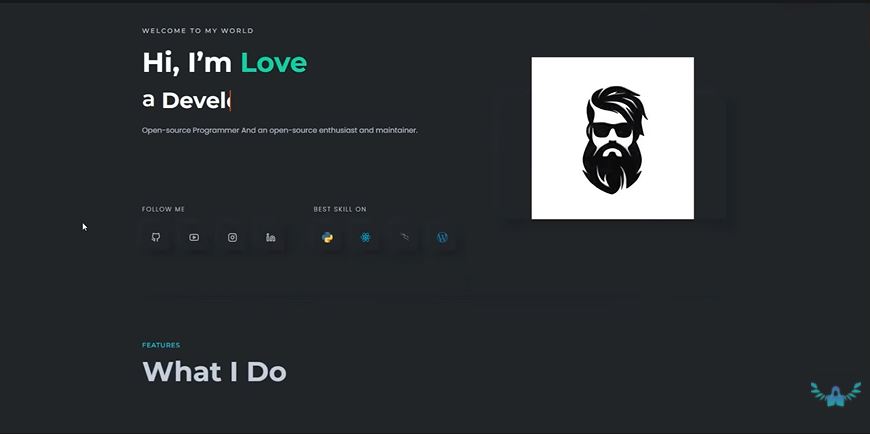 WELCOME TO MY WORLD
Hi, I’m Love
a Develo
Open-source Programmer And an open-source enthusiast and maintainer.
FOLLOW ME
BEST SKILL ON
FEATURES
What I Do